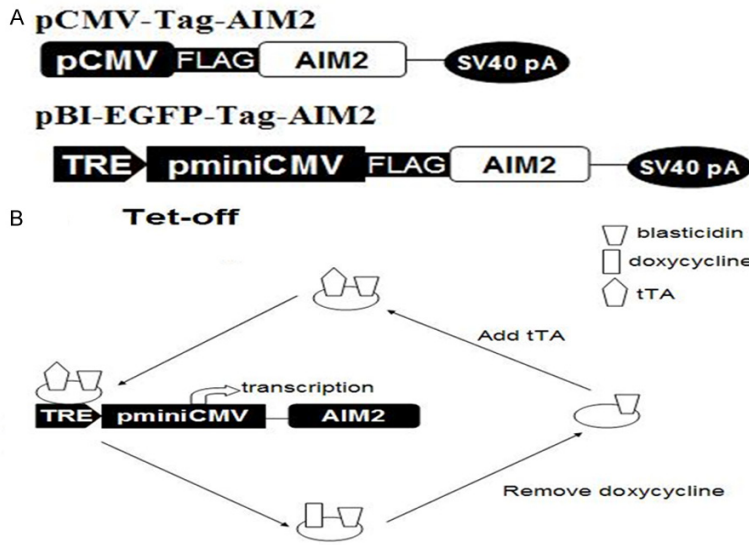 A
pCMV-Tag-AIM2
pCMV FLAG AIM2 SV40 pA
pBI-EGFP-Tag-AIM2
TRE pminiCMV FLAG AIM2 SV40 pA
B
Tet-off
blasticidin
doxycycline
tTA
Add tTA
transcription
TRE pminiCMV AIM2
Remove doxycycline